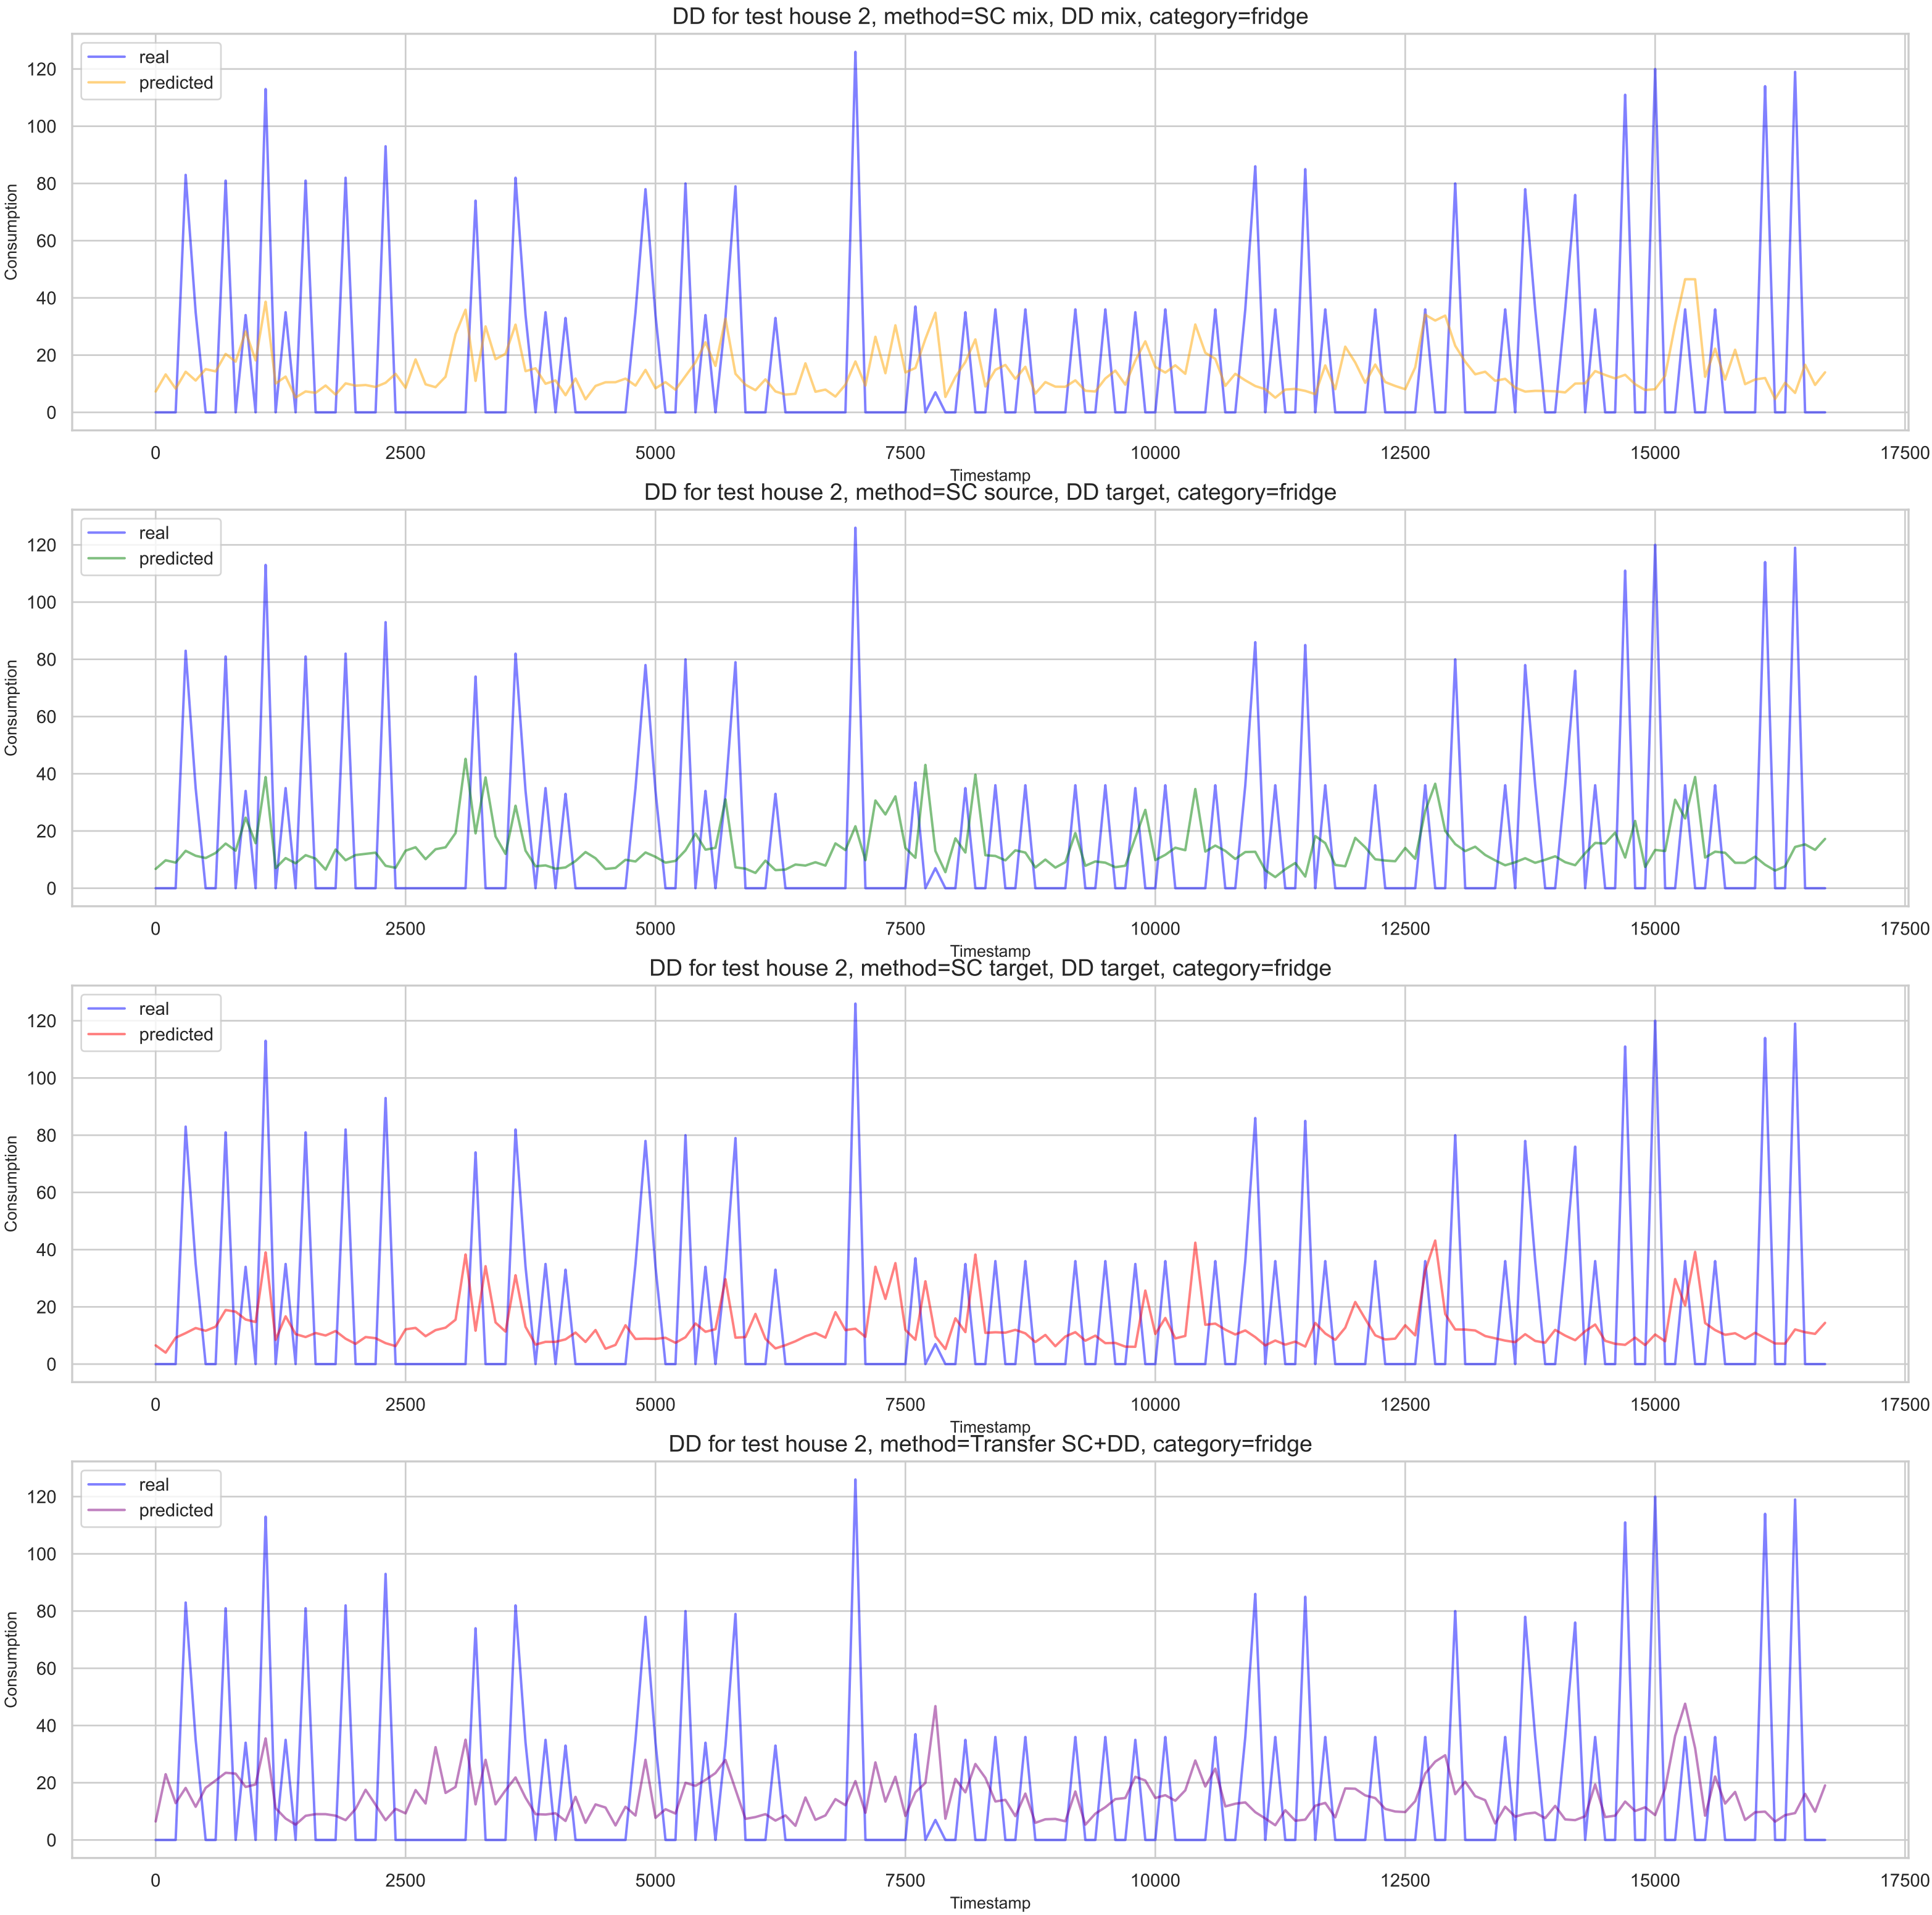 DD for test house 2, method=SC mix, DD mix, category=fridge
real
predicted
120
100
80
60
40
20
0
Consumption
0 2500 5000 7500 10000 12500 15000 17500
Timestamp
DD for test house 2, method=SC source, DD target, category=fridge
real
predicted
120
100
80
60
40
20
0
Consumption
0 2500 5000 7500 10000 12500 15000 17500
Timestamp
DD for test house 2, method=SC target, DD target, category=fridge
real
predicted
120
100
80
60
40
20
0
Consumption
0 2500 5000 7500 10000 12500 15000 17500
Timestamp
DD for test house 2, method=Transfer SC+DD, category=fridge
real
predicted
120
100
80
60
40
20
0
Consumption
0 2500 5000 7500 10000 12500 15000 17500
Timestamp